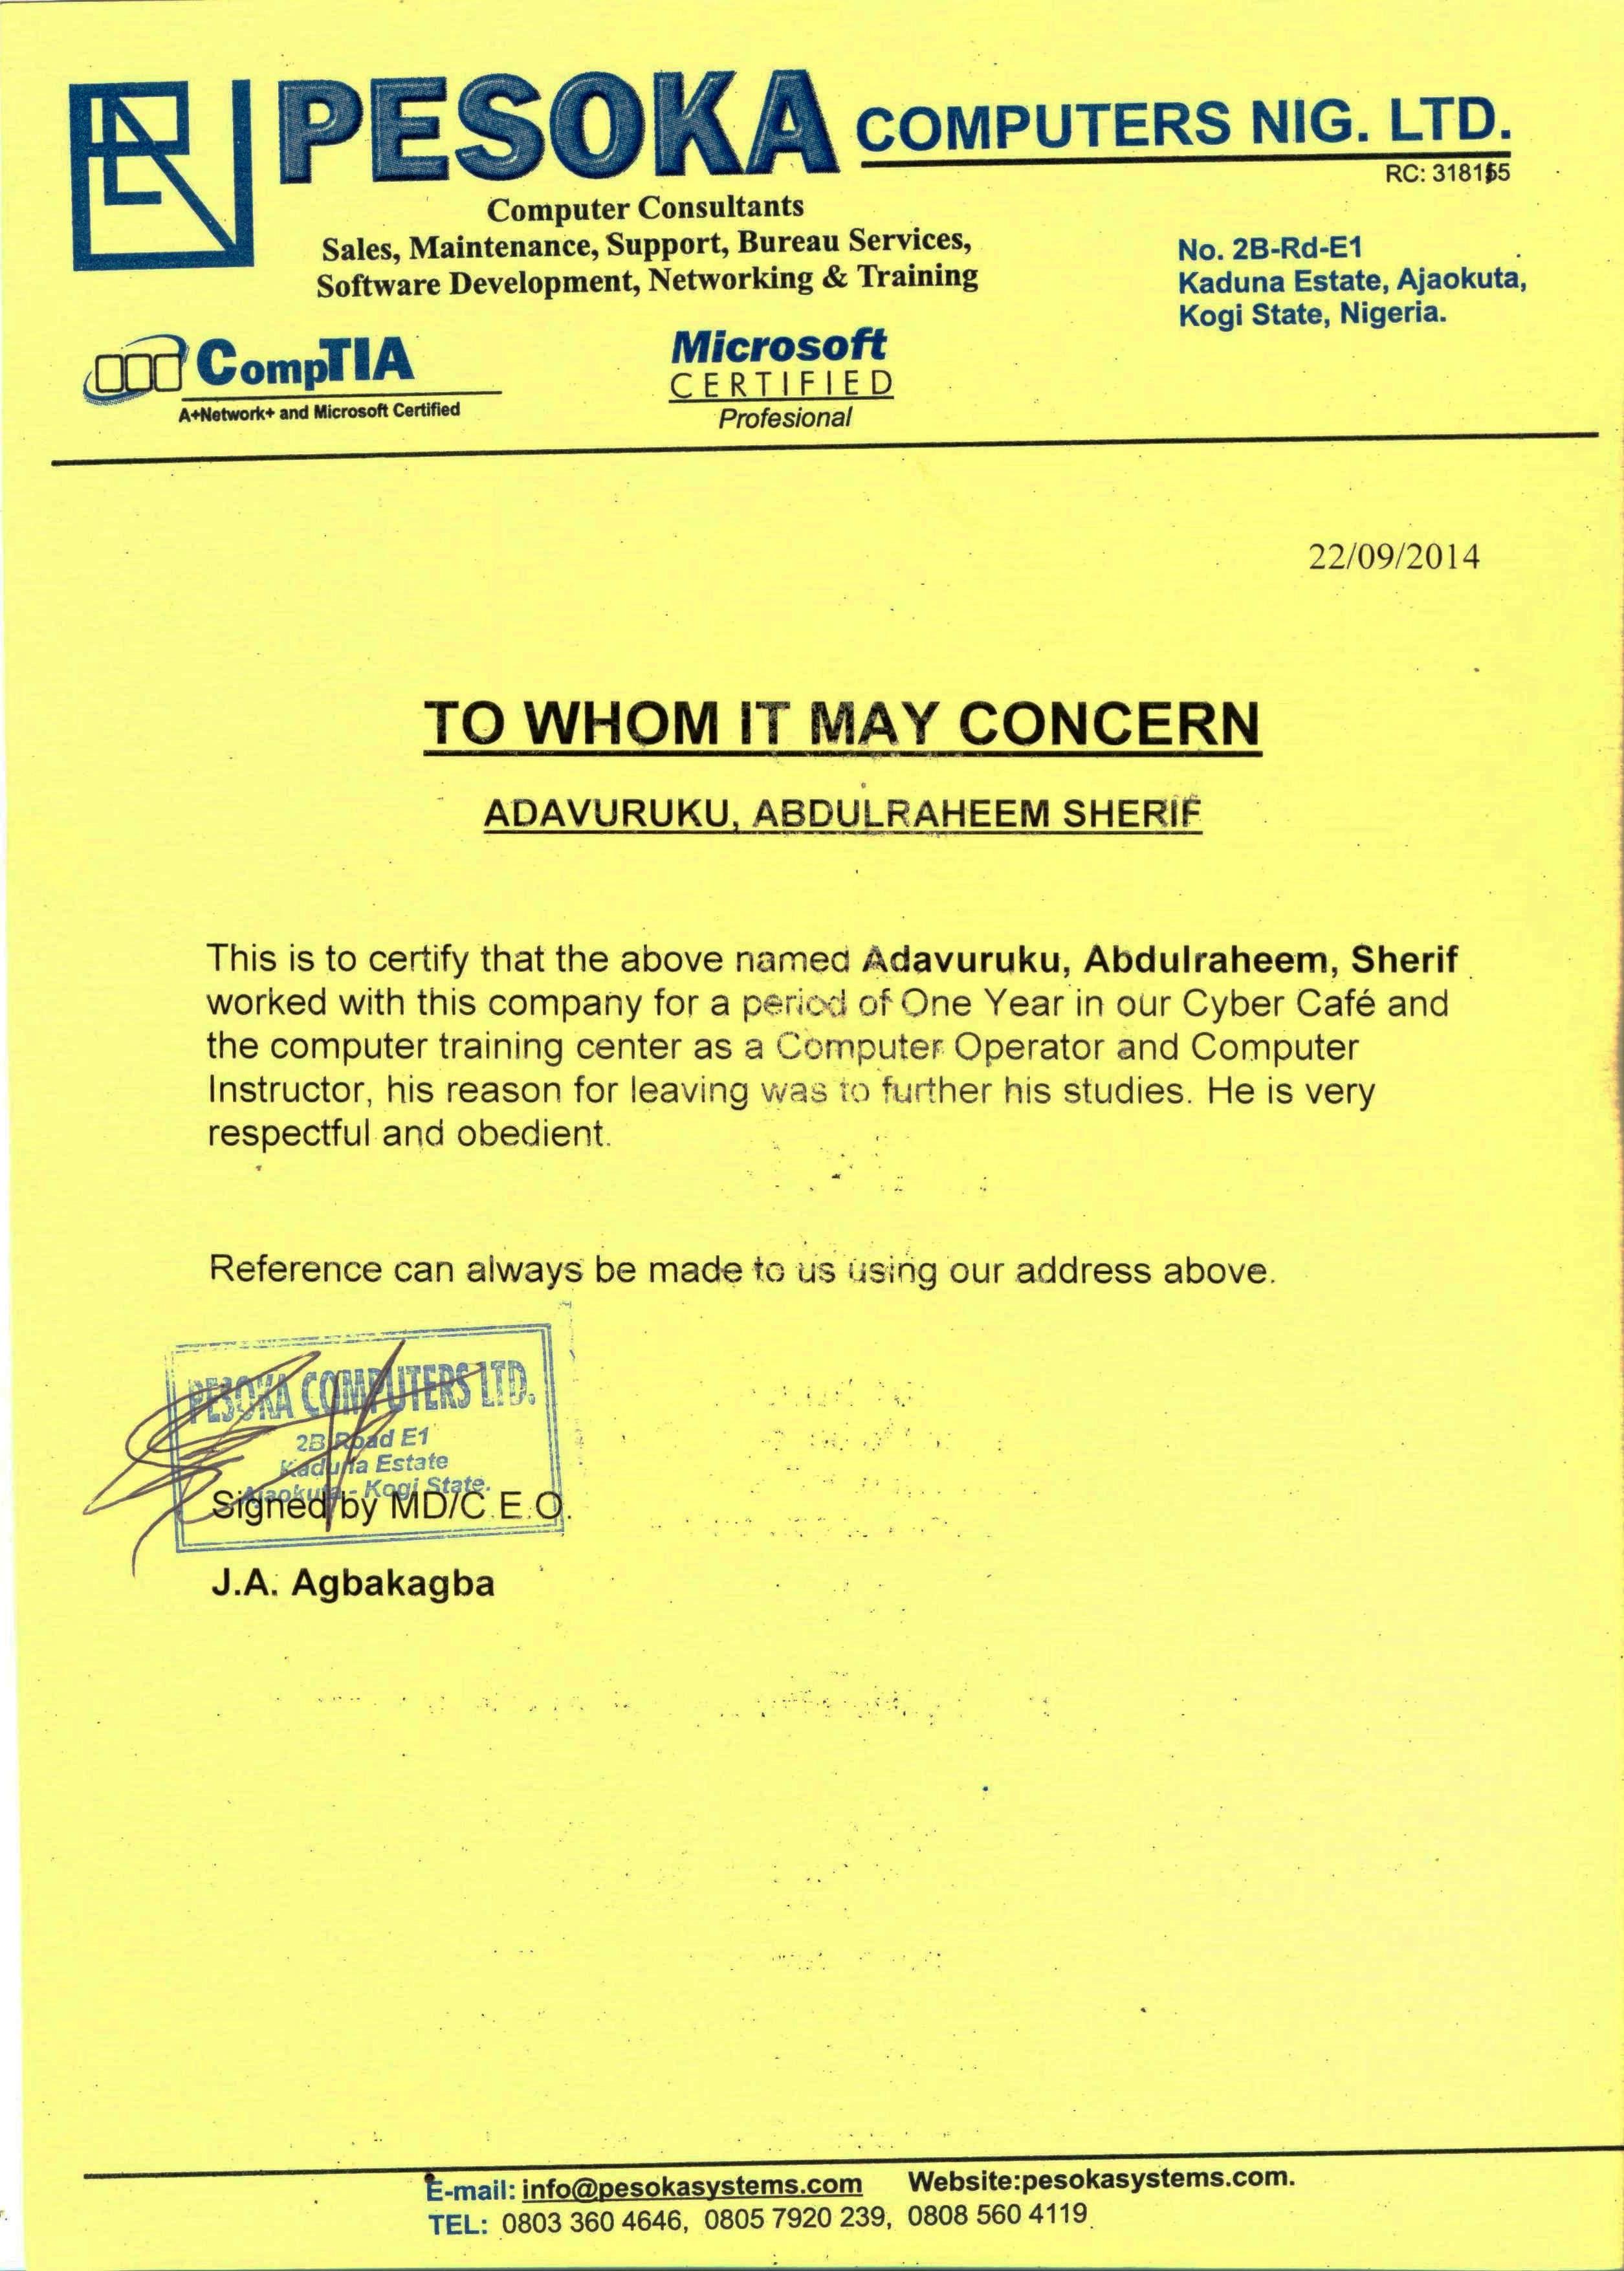 PESOKA COMPUTERS NIG. LTD.
RC: 318155
Computer Consultants
Sales, Maintenance, Support, Bureau Services,
Software Development, Networking & Training
No. 2B-Rd-E1
Kaduna Estate, Ajaokuta,
Kogi State, Nigeria.
CompTIA
A+Network+ and Microsoft Certified
Microsoft
CERTIFIED
Profesional
22/09/2014
TO WHOM IT MAY CONCERN
ADAVURUKU, ABDULRAHEEM SHERIF
This is to certify that the above named Adavuruku, Abdulraheem, Sherif
worked with this company for a period of One Year in our Cyber Café and
the computer training center as a Computer Operator and Computer
Instructor, his reason for leaving was to further his studies. He is very
respectful and obedient.
Reference can always be made to us using our address above.
PESOKA COMPUTERS LTD.
2B Road E1
Kaduna Estate
Ajaokuta - Kogi State.
Signed by MD/C.E.O.
J.A. Agbakagba
E-mail: info@pesokasystems.com Website:pesokasystems.com.
TEL: 0803 360 4646, 0805 7920 239, 0808 560 4119